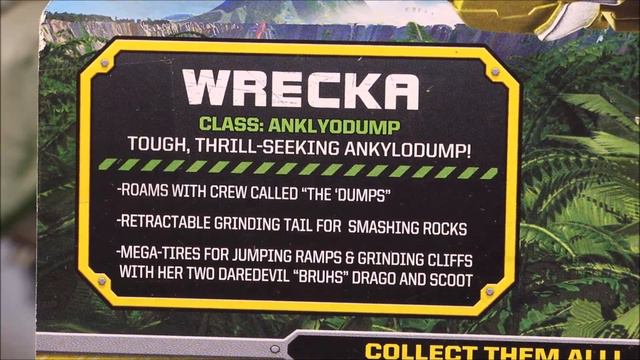 WRECKA
CLASS: ANKLYODUMP
TOUGH, THRILL-SEEKING ANKYLODUMP!
-ROAMS WITH CREW CALLED "THE 'DUMPS"
-RETRACTABLE GRINDING TAIL FOR SMASHING ROCKS
-MEGA-TIRES FOR JUMPING RAMPS & GRINDING CLIFFS
WITH HER TWO DAREDEVIL "BRUHS" DRAGO AND SCOOT
COLLECT THEM ALL!